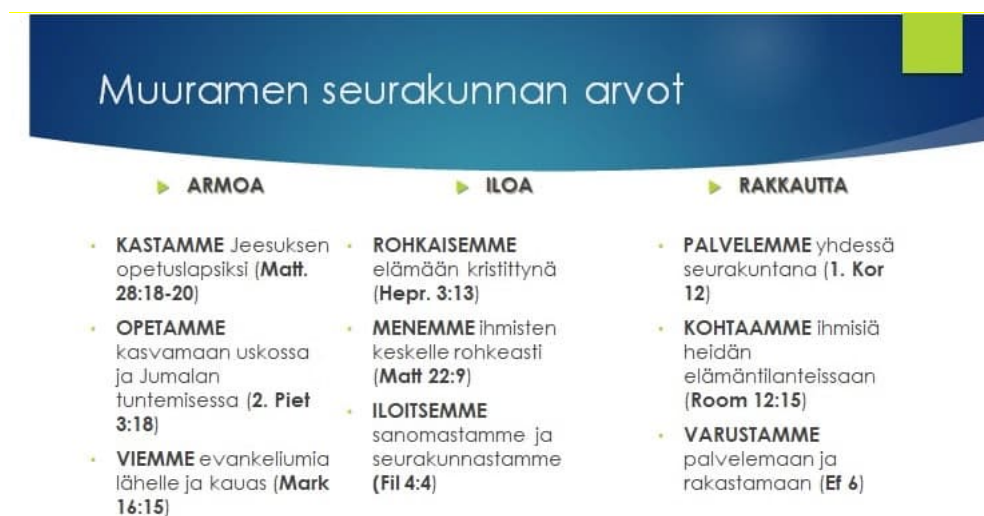 Muuramen seurakunnan arvot
ARMOA
KASTAMME Jeesuksen
opetuslapsiksi (Matt.
28:18-20)
OPETAMME
kasvamaan uskossa
ja Jumalan
tuntemisessa (2. Piet
3:18)
VIEMME evankeliumia
lähelle ja kauas (Mark
16:15)
ILOA
ROHKAISEMME
elämään kristittynä
(Hepr. 3:13)
MENEMME ihmisten
keskelle rohkeasti
(Matt 22:9)
ILOITSEMME
sanomastamme ja
seurakunnastamme
(Fil 4:4)
RAKKAUTTA
PALVELEMME yhdessä
seurakuntana (1. Kor
12)
KOHTAAMME ihmisiä
heidän
elämäntilanteissaan
(Room 12:15)
VARUSTAMME
palvelemaan ja
rakastamaan (Ef 6)